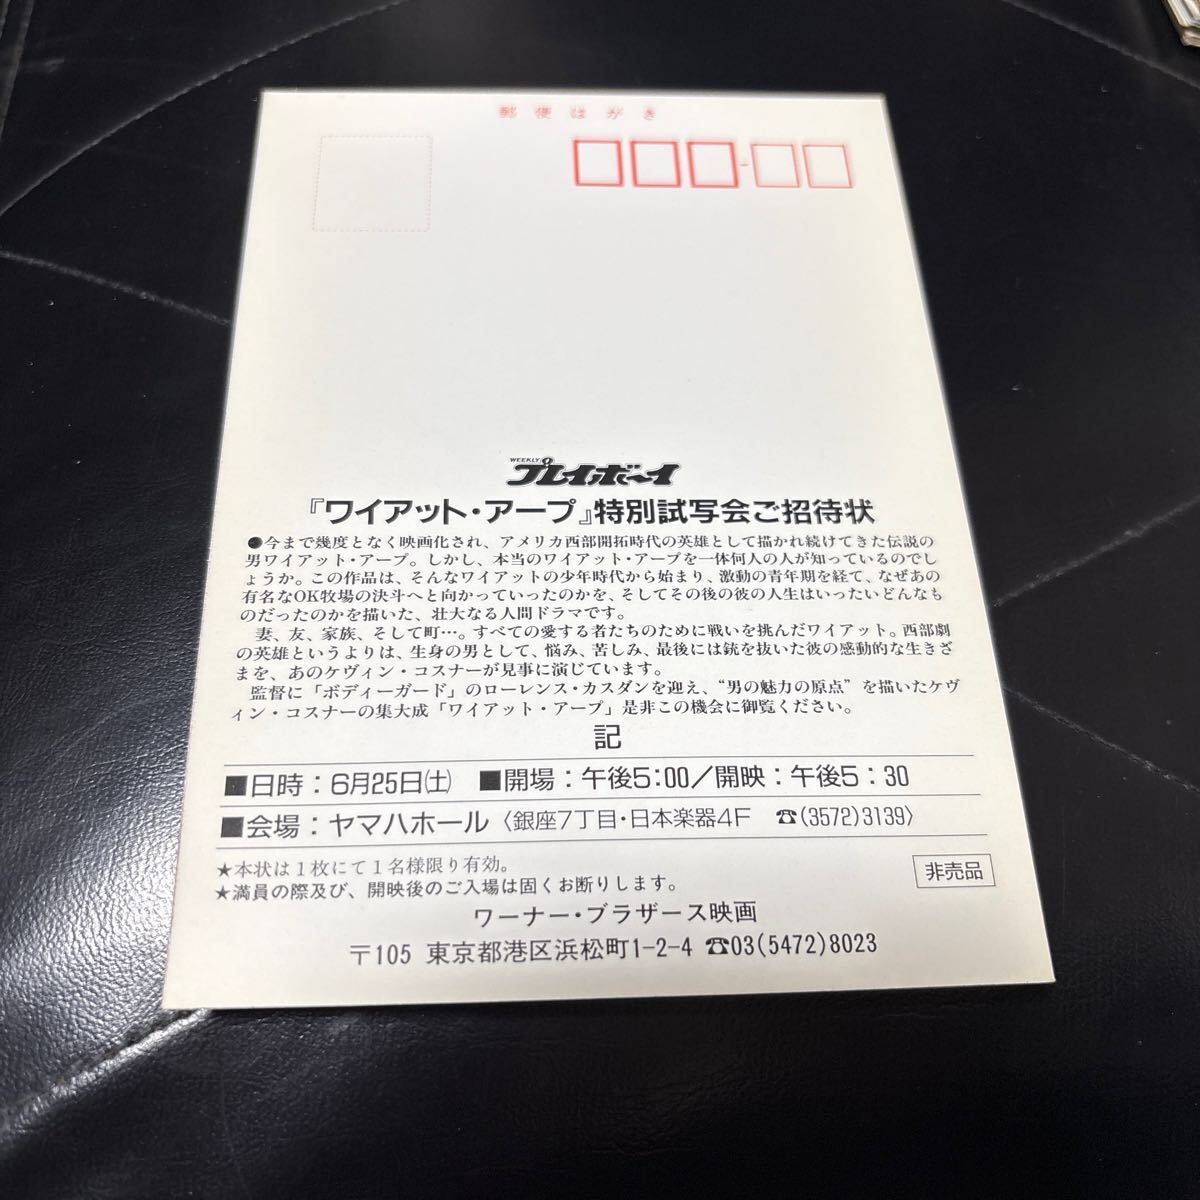 郵便はがき
WEEKLY
プレイボーイ
『ワイアット・アープ』特別試写会ご招待状
●今まで幾度となく映画化され、アメリカ西部開拓時代の英雄として描かれ続けてきた伝説の
男ワイアット・アープ。しかし、本当のワイアット・アープを一体何人の人が知っているのでし
ょうか。この作品は、そんなワイアットの少年時代から始まり、激動の青年期を経て、なぜあの
有名なOK牧場の決斗へと向かっていったのかを、そしてその後の彼の人生はいったいどんなも
のだったのかを描いた、壮大なる人間ドラマです。
妻、友、家族、そして町…。すべての愛する者たちのために戦いを挑んだワイアット。西部劇
の英雄というよりは、生身の男として、悩み、苦しみ、最後には銃を抜いた彼の感動的な生きざ
まを、あのケヴィン・コスナーが見事に演じています。
監督に「ボディーガード」のローレンス・カスダンを迎え、“男の魅力の原点”を描いたケヴ
ィン・コスナーの集大成「ワイアット・アープ」是非この機会に御覧ください。
記
■日時：6月25日(土) ■開場：午後5:00／開映：午後5：30
■会場：ヤマハホール〈銀座7丁目・日本楽器4F ☎(3572)3139〉
★本状は1枚にて1名様限り有効。
★満員の際及び、開映後のご入場は固くお断りします。
非売品
ワーナー・ブラザース映画
〒105 東京都港区浜松町1-2-4 ☎03(5472)8023